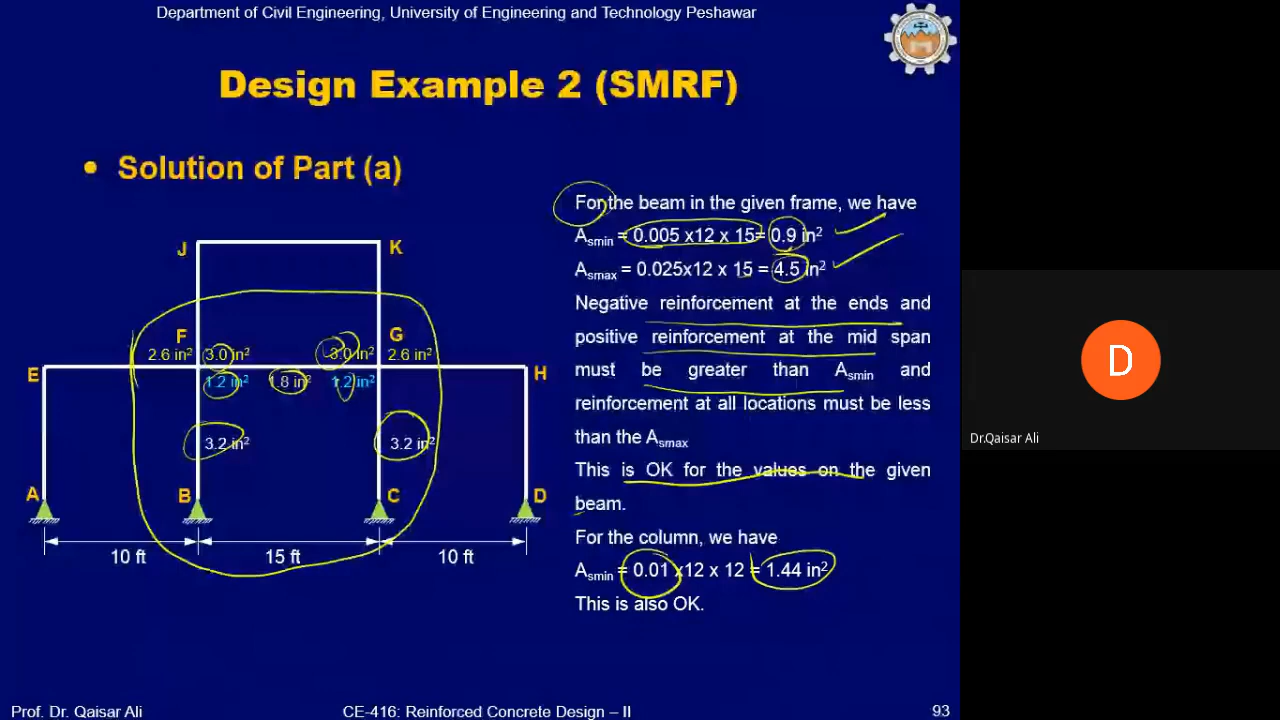 Department of Civil Engineering, University of Engineering and Technology Peshawar
Design Example 2 (SMRF)
• Solution of Part (a)
For the beam in the given frame, we have
Asmin = 0.005 x12 x 15= 0.9 in²
Asmax = 0.025x12 x 15 = 4.5 in²
Negative reinforcement at the ends and
positive reinforcement at the mid span
must be greater than Asmin and
reinforcement at all locations must be less
than the Asmax
This is OK for the values on the given
beam.
For the column, we have
Asmin = 0.01 x12 x 12 = 1.44 in²
This is also OK.
J K
F G
2.6 in² 3.0 in² 3.0 in² 2.6 in²
E H
1.2 in² 1.8 in² 1.2 in²
3.2 in² 3.2 in²
A B C D
10 ft 15 ft 10 ft
D
Dr.Qaisar Ali
Prof. Dr. Qaisar Ali CE-416: Reinforced Concrete Design – II 93